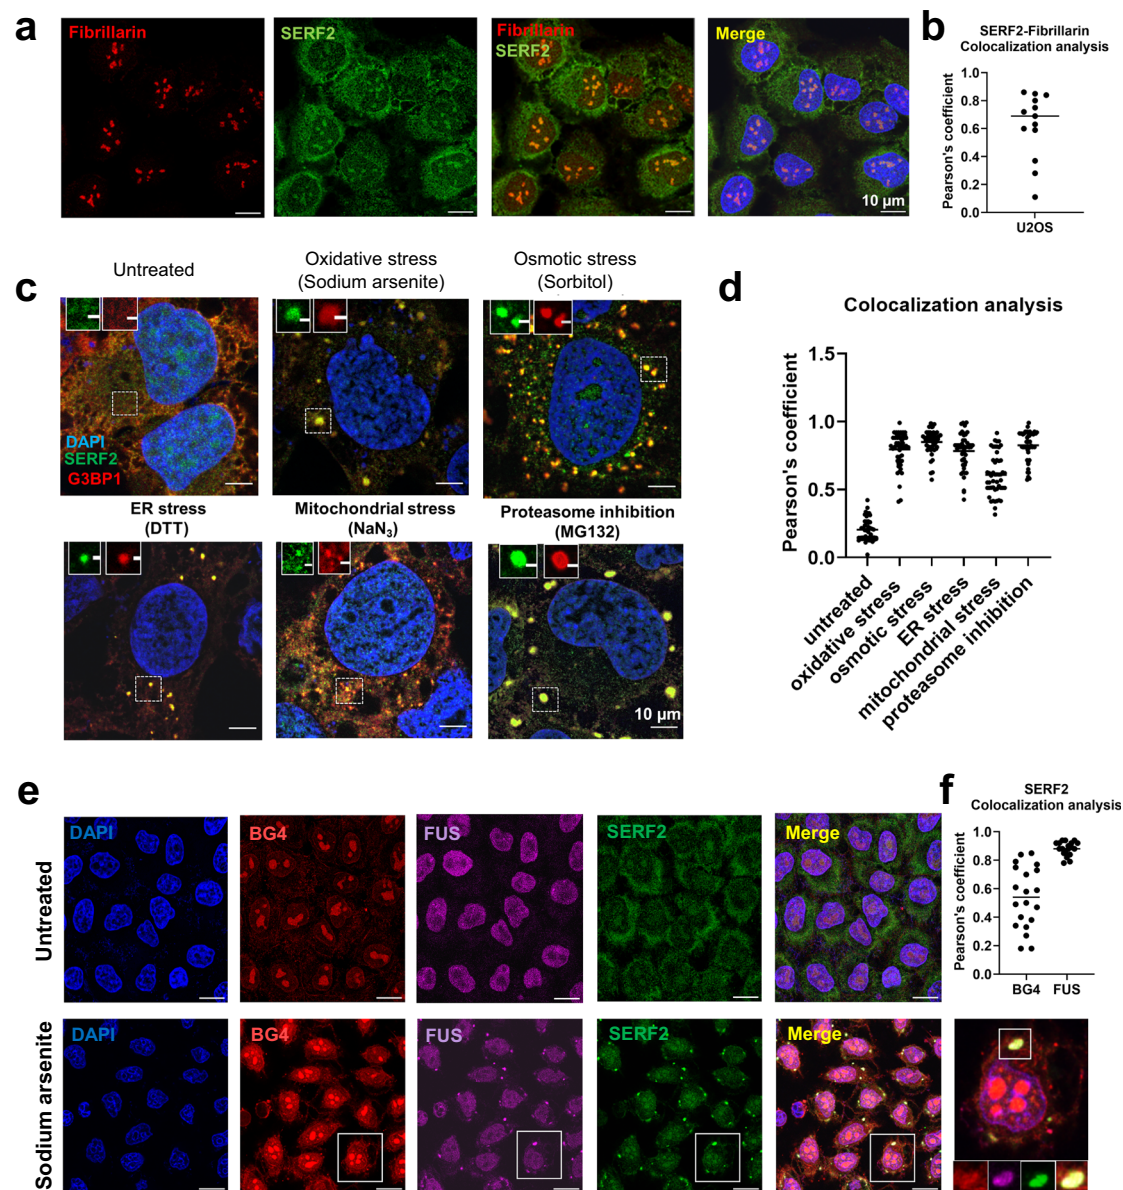 a
Fibrillarin
SERF2
Fibrillarin
SERF2
Merge
10 µm
b
SERF2-Fibrillarin
Colocalization analysis
Pearson's coefficient
1.0
0.8
0.6
0.4
0.2
0.0
U2OS
c
Untreated
Oxidative stress
(Sodium arsenite)
Osmotic stress
(Sorbitol)
DAPI
SERF2
G3BP1
ER stress
(DTT)
Mitochondrial stress
(NaN₃)
Proteasome inhibition
(MG132)
10 µm
d
Colocalization analysis
Pearson's coefficient
1.5
1.0
0.5
0.0
untreated
oxidative stress
osmotic stress
ER stress
mitochondrial stress
proteasome inhibition
e
Untreated
DAPI
BG4
FUS
SERF2
Merge
Sodium arsenite
DAPI
BG4
FUS
SERF2
Merge
f
SERF2
Colocalization analysis
Pearson's coefficient
1.0
0.8
0.6
0.4
0.2
0.0
BG4 FUS